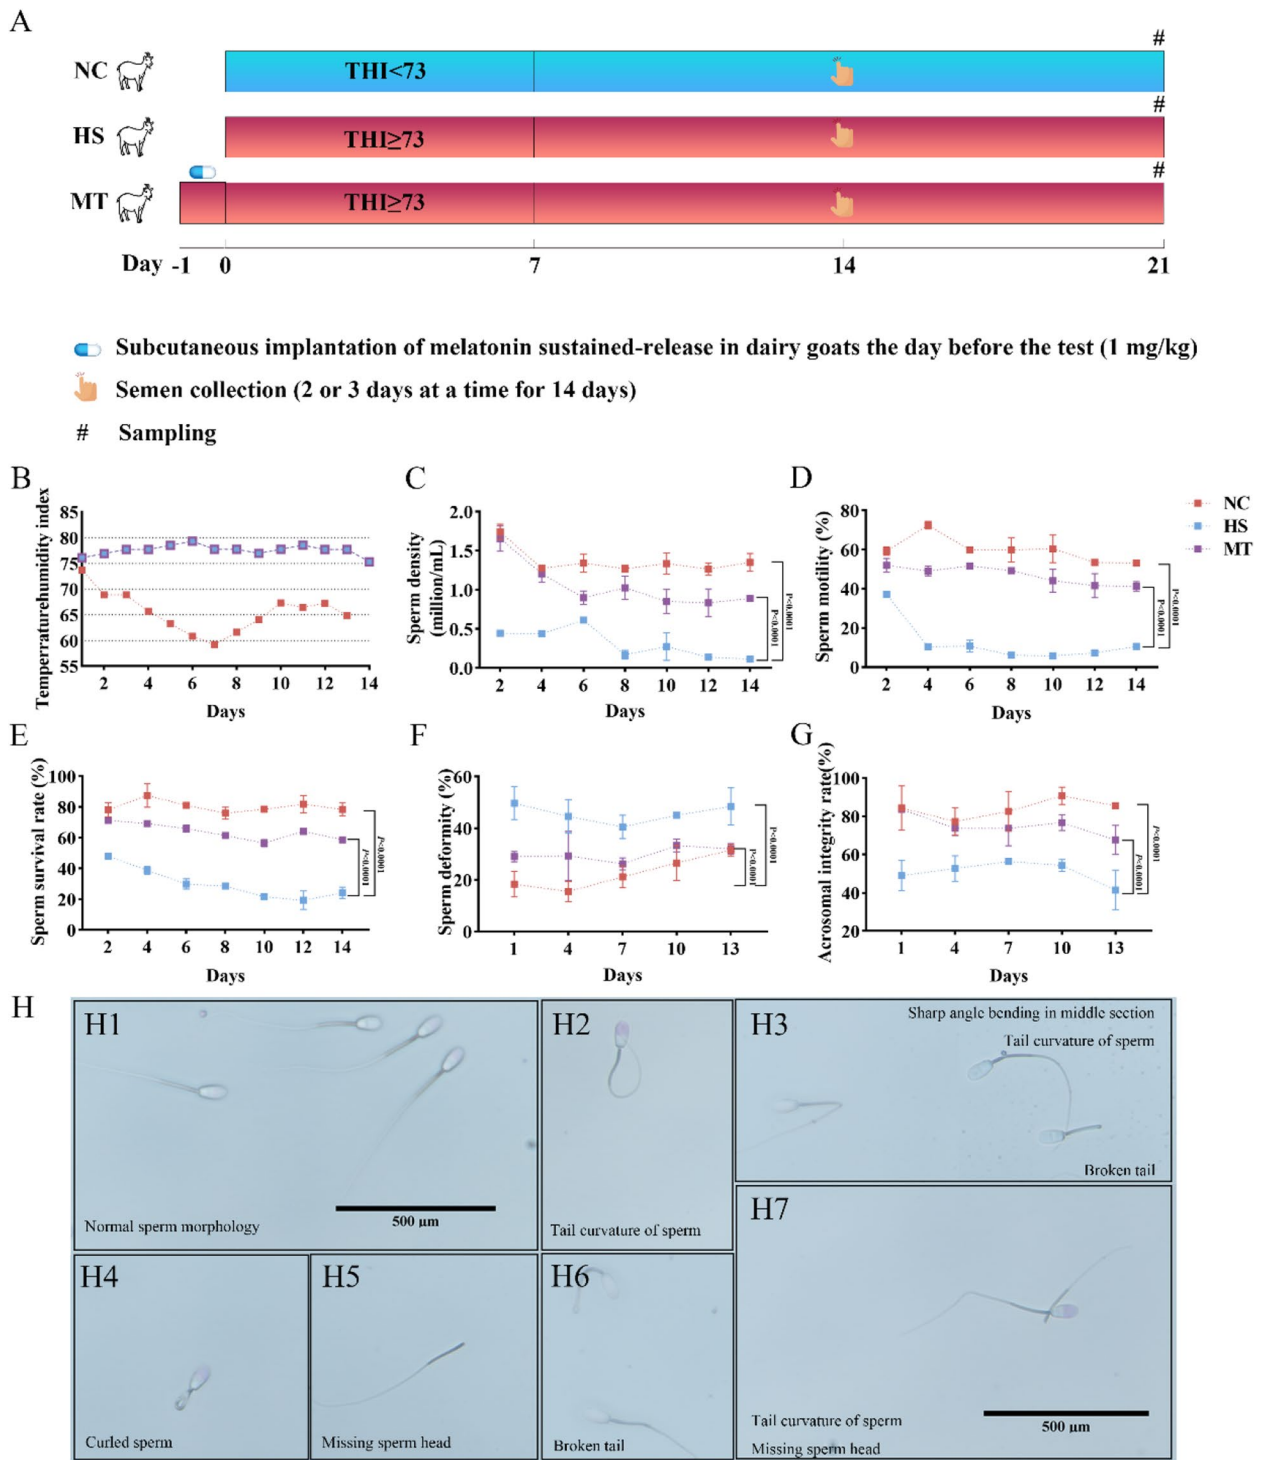 A
#
NC
THI<73
#
HS
THI≥73
#
MT
THI≥73
Day -1 0 7 14 21
Subcutaneous implantation of melatonin sustained-release in dairy goats the day before the test (1 mg/kg)
Semen collection (2 or 3 days at a time for 14 days)
# Sampling
B
Temperraturehumidity index
85
80
75
70
65
60
55
2 4 6 8 10 12 14
Days
C
Sperm density
(million/mL)
2.0
1.5
1.0
0.5
0.0
2 4 6 8 10 12 14
Days
P<0.0001
P<0.0001
D
Sperm motility (%)
80
60
40
20
0
2 4 6 8 10 12 14
Days
P<0.0001
P<0.0001
NC
HS
MT
E
Sperm survival rate (%)
100
80
60
40
20
0
2 4 6 8 10 12 14
Days
P<0.0001
P<0.0001
F
Sperm deformity (%)
60
40
20
0
1 4 7 10 13
Days
P<0.0001
P<0.0001
G
Acrosomal integrity rate(%)
100
80
60
40
20
1 4 7 10 13
Days
P<0.0001
P<0.0001
H
H1
Normal sperm morphology
500 μm
H2
Tail curvature of sperm
H3
Sharp angle bending in middle section
Tail curvature of sperm
Broken tail
H4
Curled sperm
H5
Missing sperm head
H6
Broken tail
H7
Tail curvature of sperm
Missing sperm head
500 μm